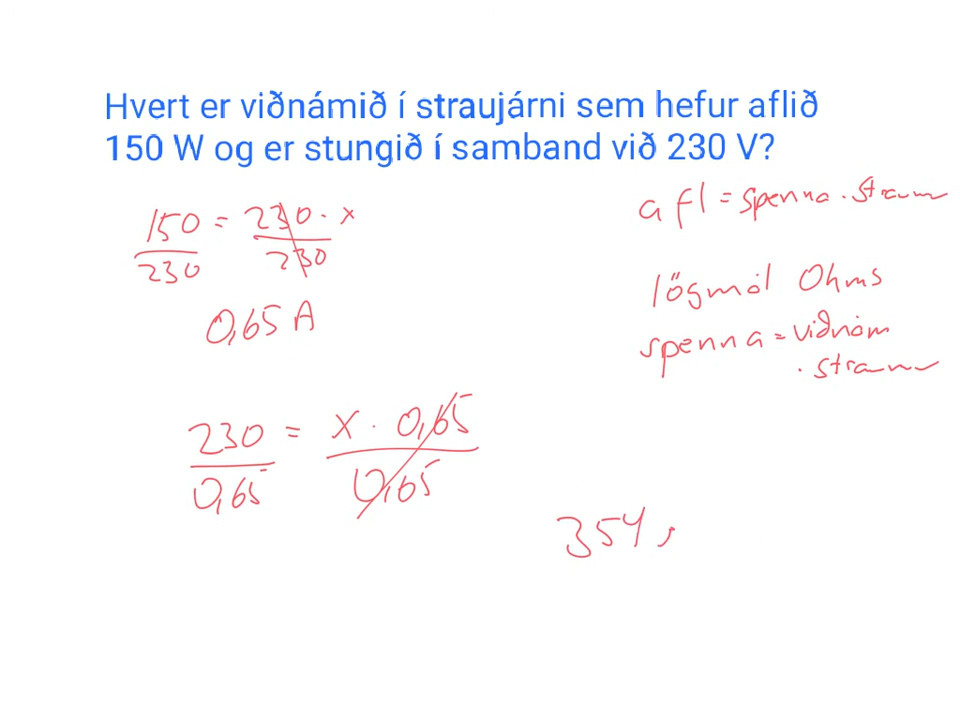 Hvert er viðnámið í straujárni sem hefur aflið
150 W og er stungið í samband við 230 V?
150 = 230 · x
230 230
0,65 A
afl = spenna · straum
lögmál Ohms
spenna = viðnám
· straumur
230 = x · 0,65
0,65 0,65
354,